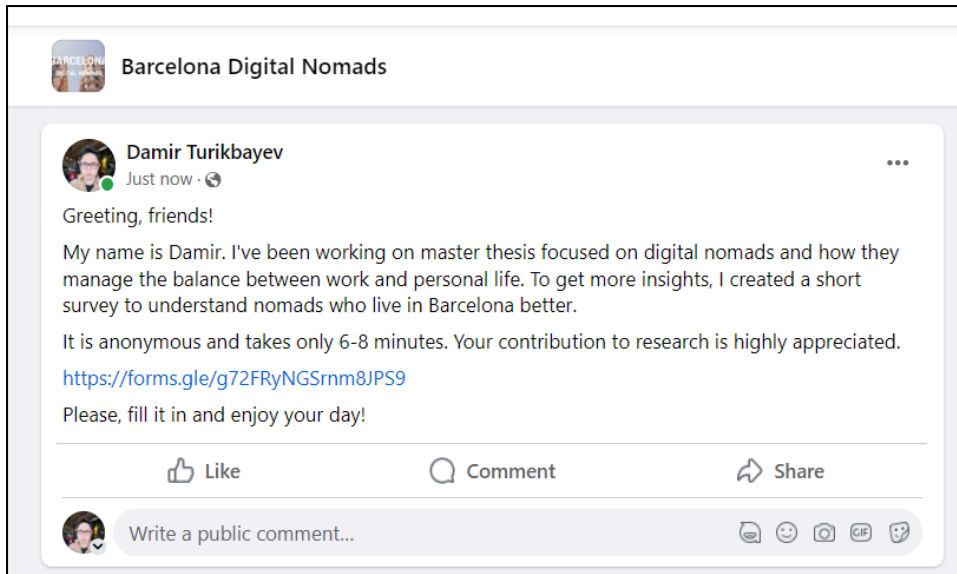 BARCELONA
DIGITAL NOMADS
Barcelona Digital Nomads
Damir Turikbayev
Just now ·
Greeting, friends!
My name is Damir. I've been working on master thesis focused on digital nomads and how they
manage the balance between work and personal life. To get more insights, I created a short
survey to understand nomads who live in Barcelona better.
It is anonymous and takes only 6-8 minutes. Your contribution to research is highly appreciated.
https://forms.gle/g72FRyNGSrnm8JPS9
Please, fill it in and enjoy your day!
Like Comment Share
Write a public comment... GIF